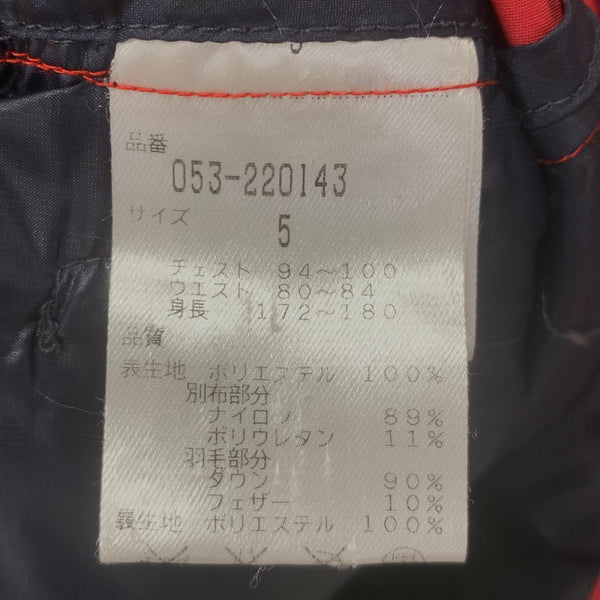 品番
053-220143
サイズ
5
チェスト 94～100
ウエスト 80～84
身長 172～180
品質
表生地 ポリエステル 100%
別布部分
ナイロン 89%
ポリウレタン 11%
羽毛部分
ダウン 90%
フェザー 10%
裏生地 ポリエステル 100%